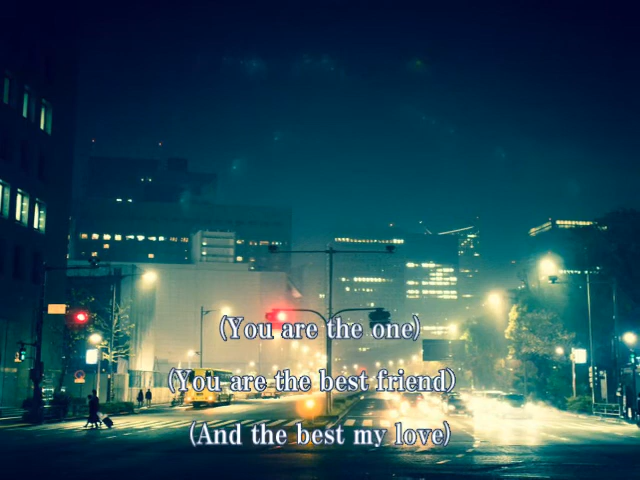 (You are the one)
(You are the best friend)
(And the best my love)